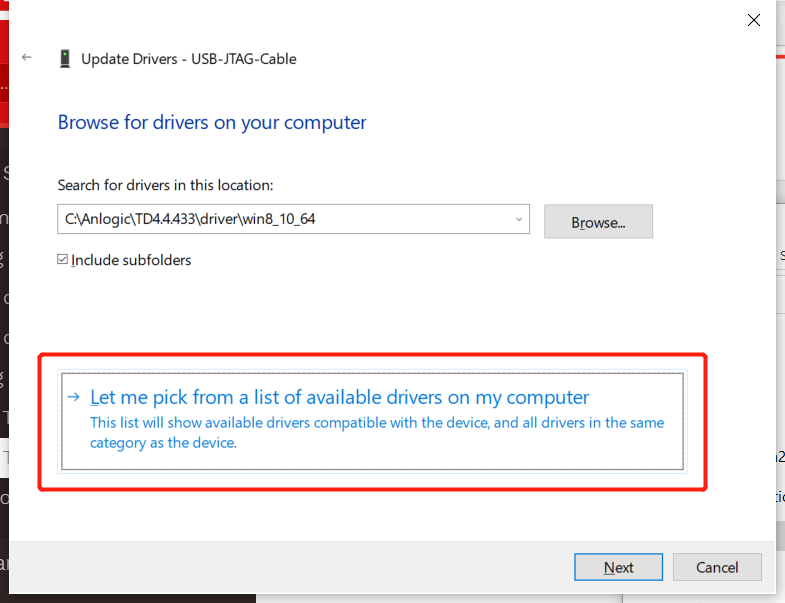 Update Drivers - USB-JTAG-Cable
Browse for drivers on your computer
Search for drivers in this location:
C:\Anlogic\TD4.4.433\driver\win8_10_64
Browse...
Include subfolders
Let me pick from a list of available drivers on my computer
This list will show available drivers compatible with the device, and all drivers in the same
category as the device.
Next
Cancel